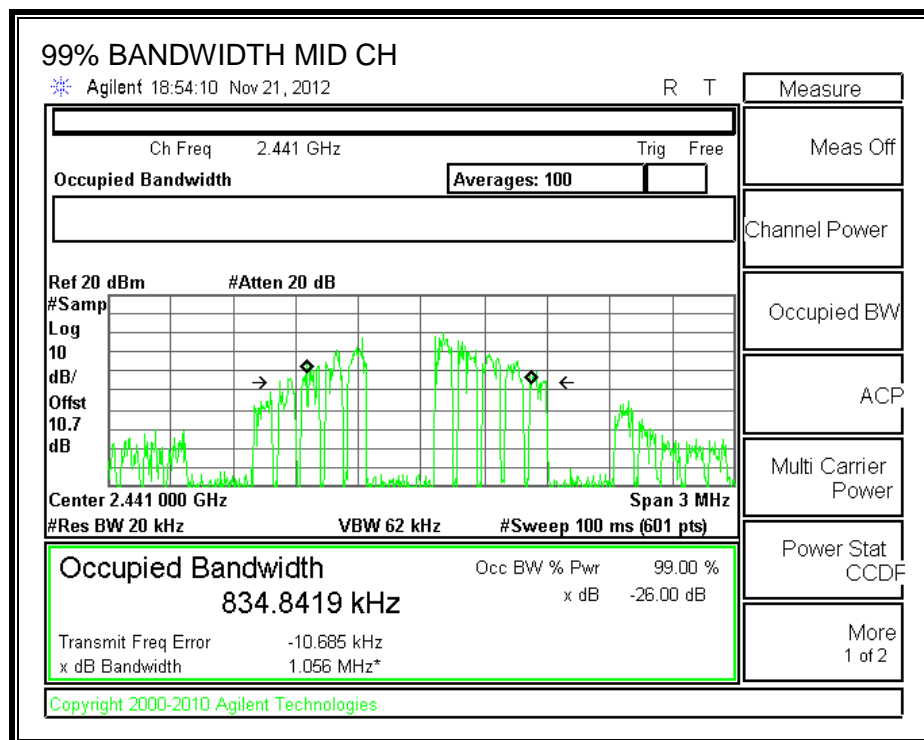 99% BANDWIDTH MID CH
Agilent 18:54:10 Nov 21, 2012 R T
Measure
Ch Freq 2.441 GHz Trig Free
Meas Off
Occupied Bandwidth Averages: 100
Channel Power
Ref 20 dBm #Atten 20 dB
#Samp
Log
10
dB/
Offst
10.7
dB
Occupied BW
ACP
Multi Carrier
Power
Center 2.441 000 GHz Span 3 MHz
#Res BW 20 kHz VBW 62 kHz #Sweep 100 ms (601 pts)
Power Stat
CCDF
Occupied Bandwidth Occ BW % Pwr 99.00 %
834.8419 kHz x dB -26.00 dB
Transmit Freq Error -10.685 kHz
x dB Bandwidth 1.056 MHz*
More
1 of 2
Copyright 2000-2010 Agilent Technologies